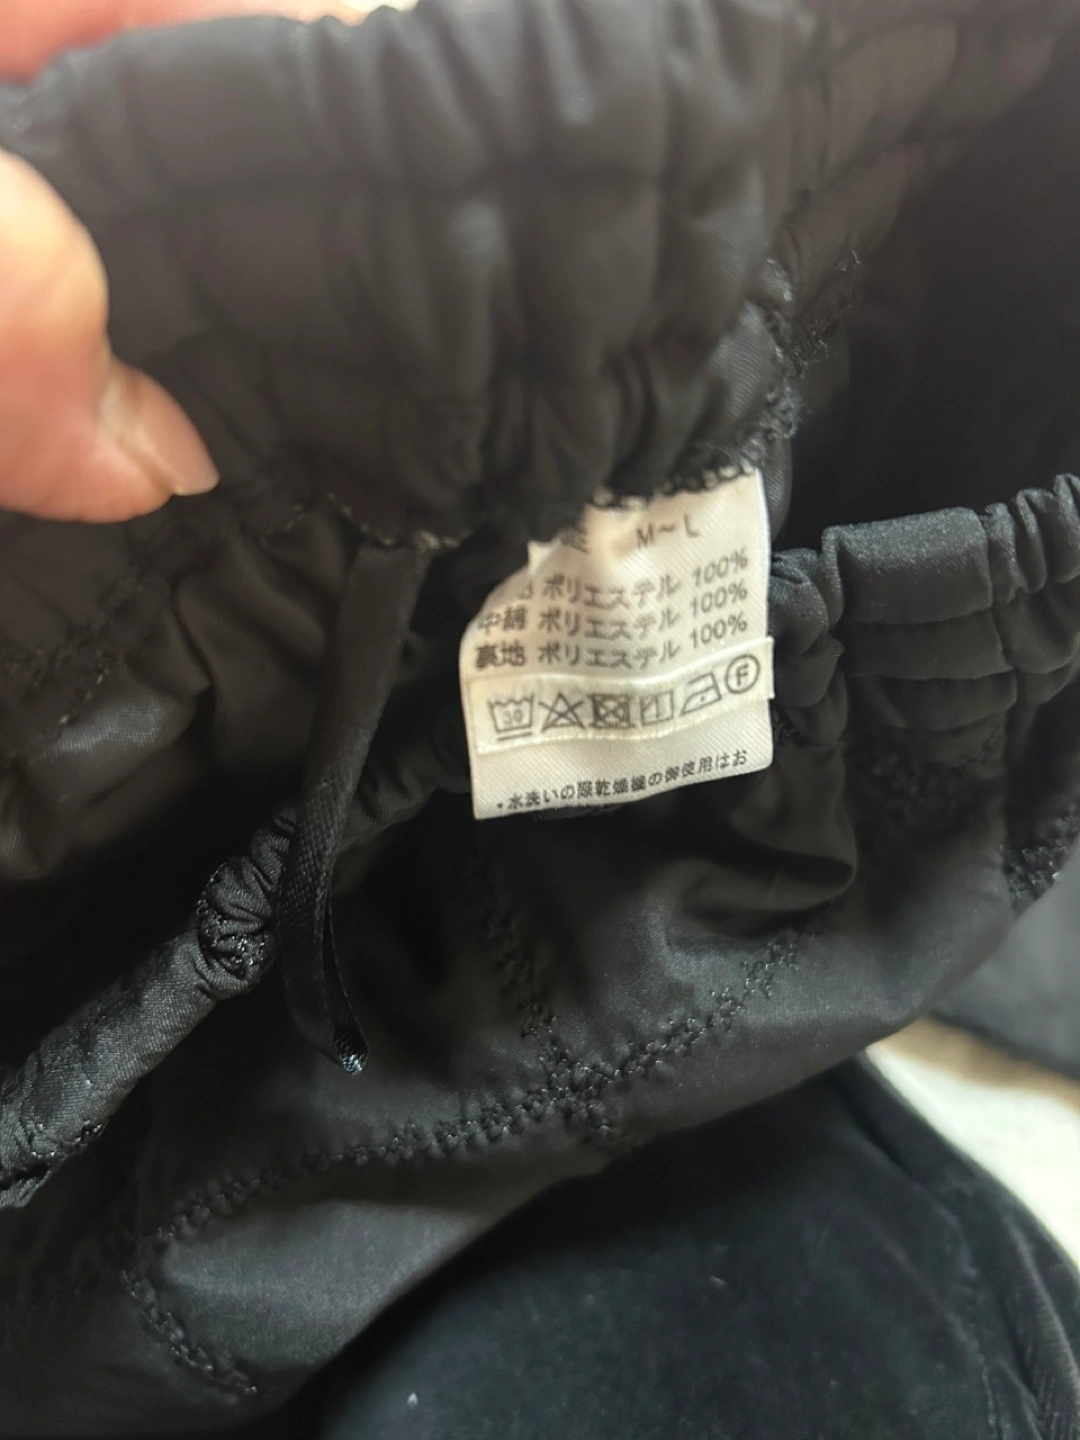 M～L
ポリエステル 100%
中綿 ポリエステル 100%
裏地 ポリエステル 100%
30 F
・水洗いの際乾燥機の御使用はお